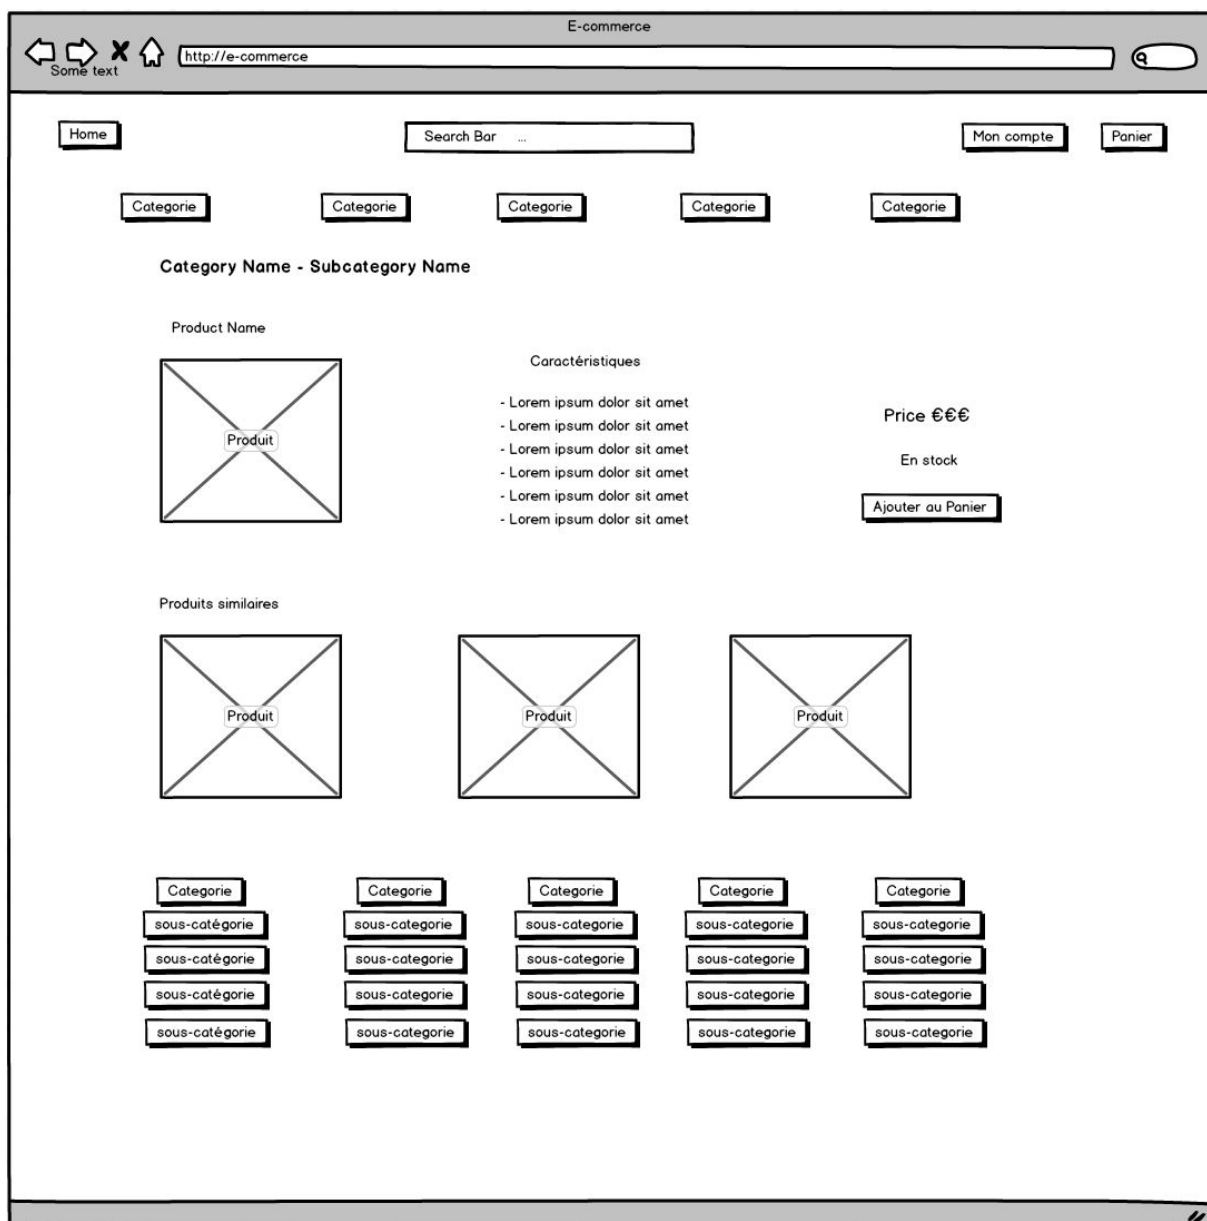 E-commerce
http://e-commerce
Some text
Home
Search Bar ...
Mon compte
Panier
Categorie
Categorie
Categorie
Categorie
Categorie
Category Name - Subcategory Name
Product Name
Produit
Caractéristiques
- Lorem ipsum dolor sit amet
- Lorem ipsum dolor sit amet
- Lorem ipsum dolor sit amet
- Lorem ipsum dolor sit amet
- Lorem ipsum dolor sit amet
- Lorem ipsum dolor sit amet
Price €€€
En stock
Ajouter au Panier
Produits similaires
Produit
Produit
Produit
Categorie
Categorie
Categorie
Categorie
Categorie
sous-catégorie
sous-categorie
sous-categorie
sous-categorie
sous-categorie
sous-catégorie
sous-categorie
sous-categorie
sous-categorie
sous-categorie
sous-catégorie
sous-categorie
sous-categorie
sous-categorie
sous-categorie
sous-catégorie
sous-categorie
sous-categorie
sous-categorie
sous-categorie